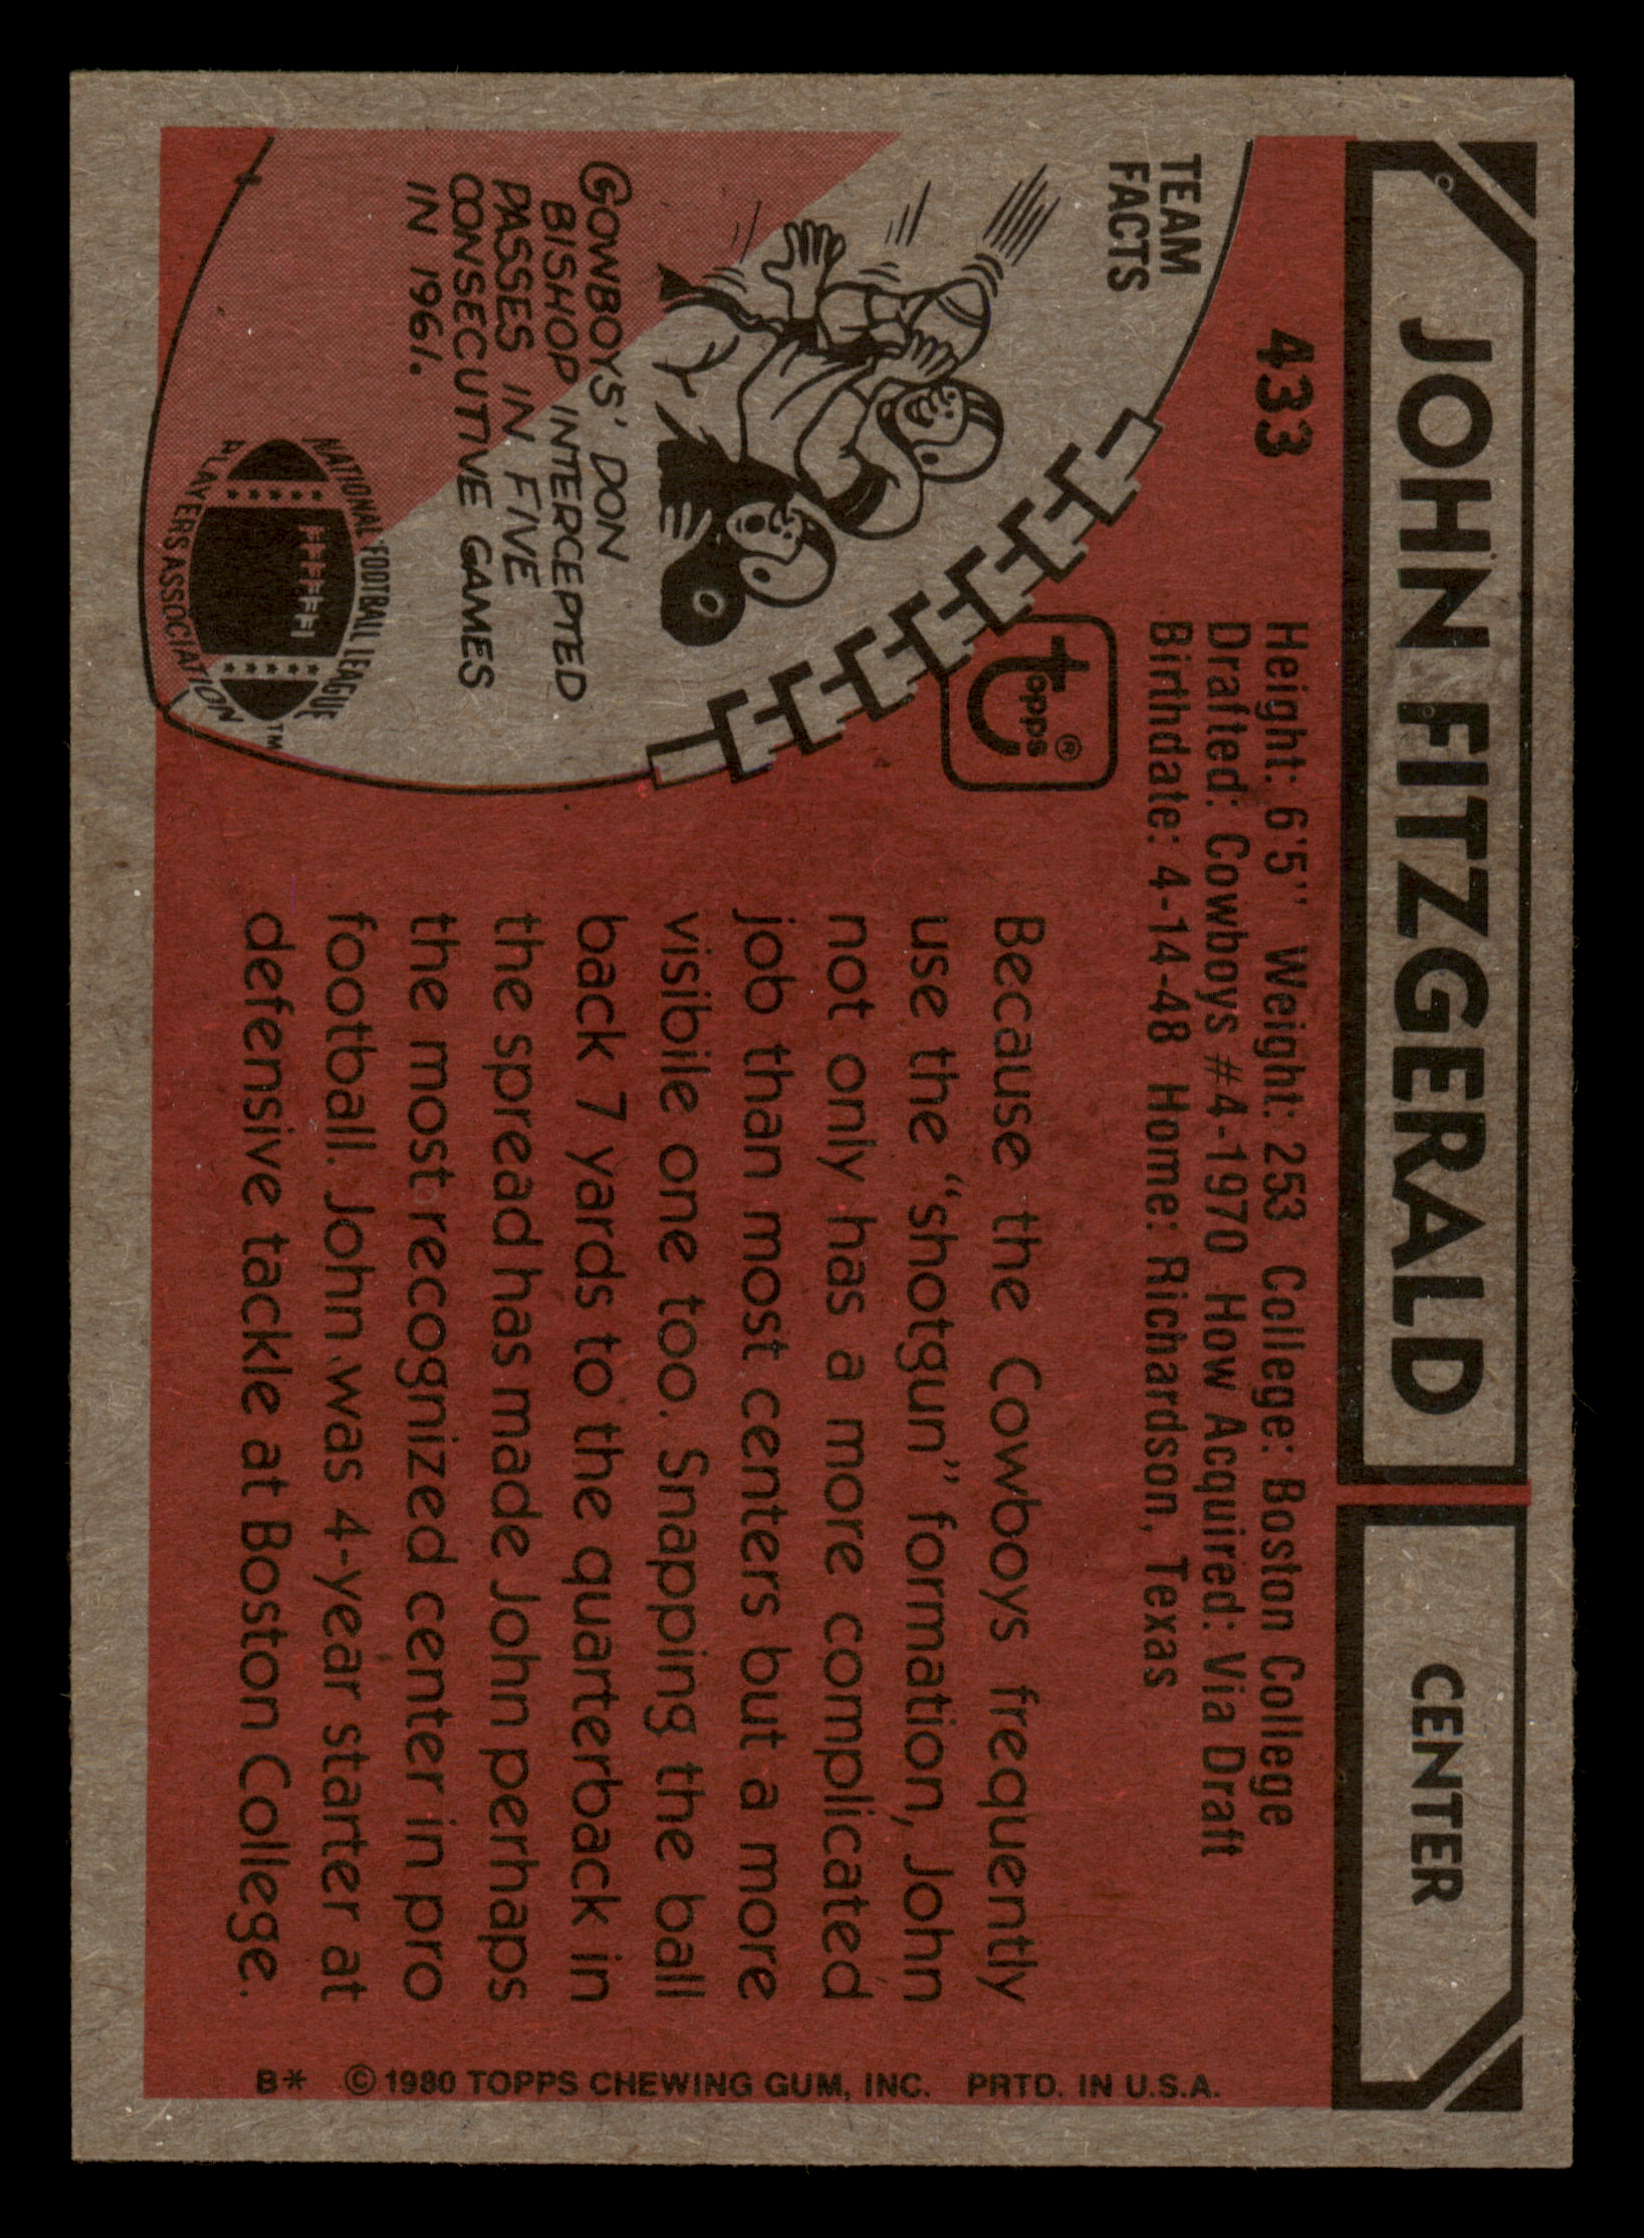 JOHN FITZGERALD
CENTER
433
Height: 6'5" Weight: 253 College: Boston College
Drafted: Cowboys #4-1970 How Acquired: Via Draft
Birthdate: 4-14-48 Home: Richardson, Texas
TEAM
FACTS
topps®
COWBOYS' DON
BISHOP INTERCEPTED
PASSES IN FIVE
CONSECUTIVE GAMES
IN 1961.
NATIONAL FOOTBALL LEAGUE
PLAYERS ASSOCIATION
TM
Because the Cowboys frequently
use the "shotgun" formation, John
not only has a more complicated
job than most centers but a more
visibile one too. Snapping the ball
back 7 yards to the quarterback in
the spread has made John perhaps
the most recognized center in pro
football. John was 4-year starter at
defensive tackle at Boston College.
B* © 1980 TOPPS CHEWING GUM, INC. PRTD. IN U.S.A.